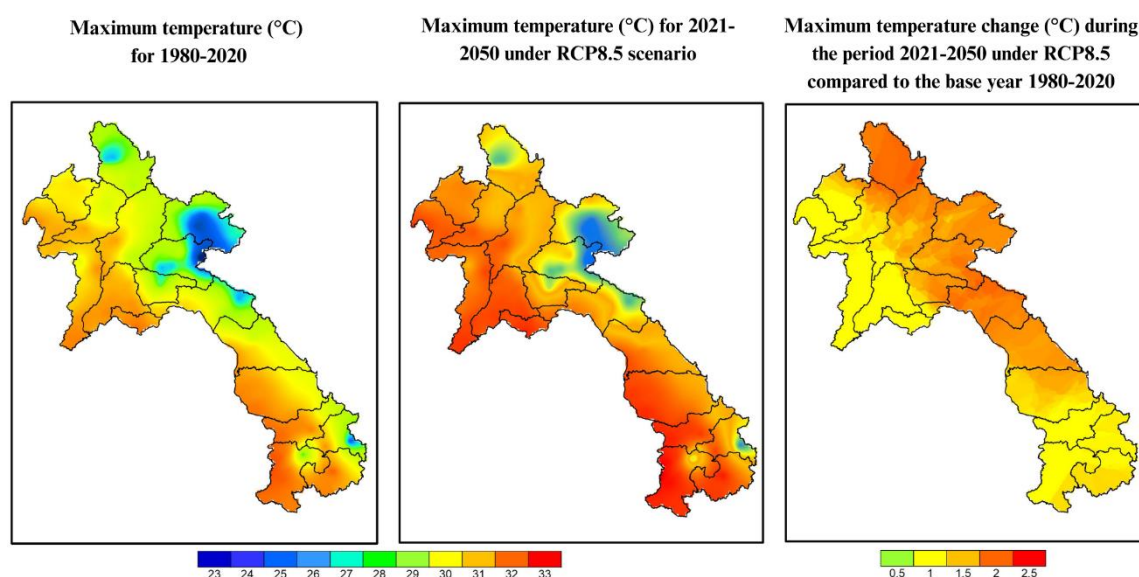 Maximum temperature (°C)
for 1980-2020
Maximum temperature (°C) for 2021-
2050 under RCP8.5 scenario
Maximum temperature change (°C) during
the period 2021-2050 under RCP8.5
compared to the base year 1980-2020
23 24 25 26 27 28 29 30 31 32 33
0.5 1 1.5 2 2.5